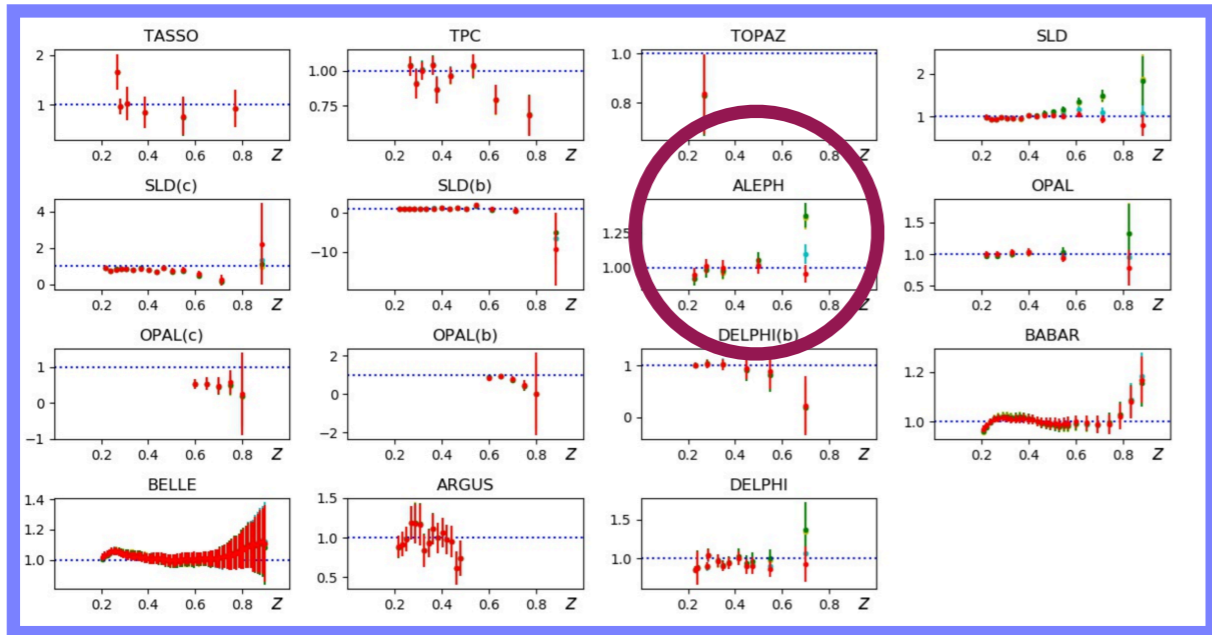 TASSO
2
1
0.2 0.4 0.6 0.8 Z
TPC
1.00
0.75
0.2 0.4 0.6 0.8 Z
TOPAZ
1.0
0.8
0.2 0.4 0.6 0.8 Z
SLD
2
1
0.2 0.4 0.6 0.8 Z
SLD(c)
4
2
0
0.2 0.4 0.6 0.8 Z
SLD(b)
0
−10
0.2 0.4 0.6 0.8 Z
ALEPH
1.25
1.00
0.2 0.4 0.6 0.8 Z
OPAL
1.5
1.0
0.5
0.2 0.4 0.6 0.8 Z
OPAL(c)
1
0
−1
0.2 0.4 0.6 0.8 Z
OPAL(b)
2
0
−2
0.2 0.4 0.6 0.8 Z
DELPHI(b)
1
0
0.2 0.4 0.6 0.8 Z
BABAR
1.2
1.0
0.2 0.4 0.6 0.8 Z
BELLE
1.4
1.2
1.0
0.2 0.4 0.6 0.8 Z
ARGUS
1.5
1.0
0.5
0.2 0.4 0.6 0.8 Z
DELPHI
1.5
1.0
0.2 0.4 0.6 0.8 Z